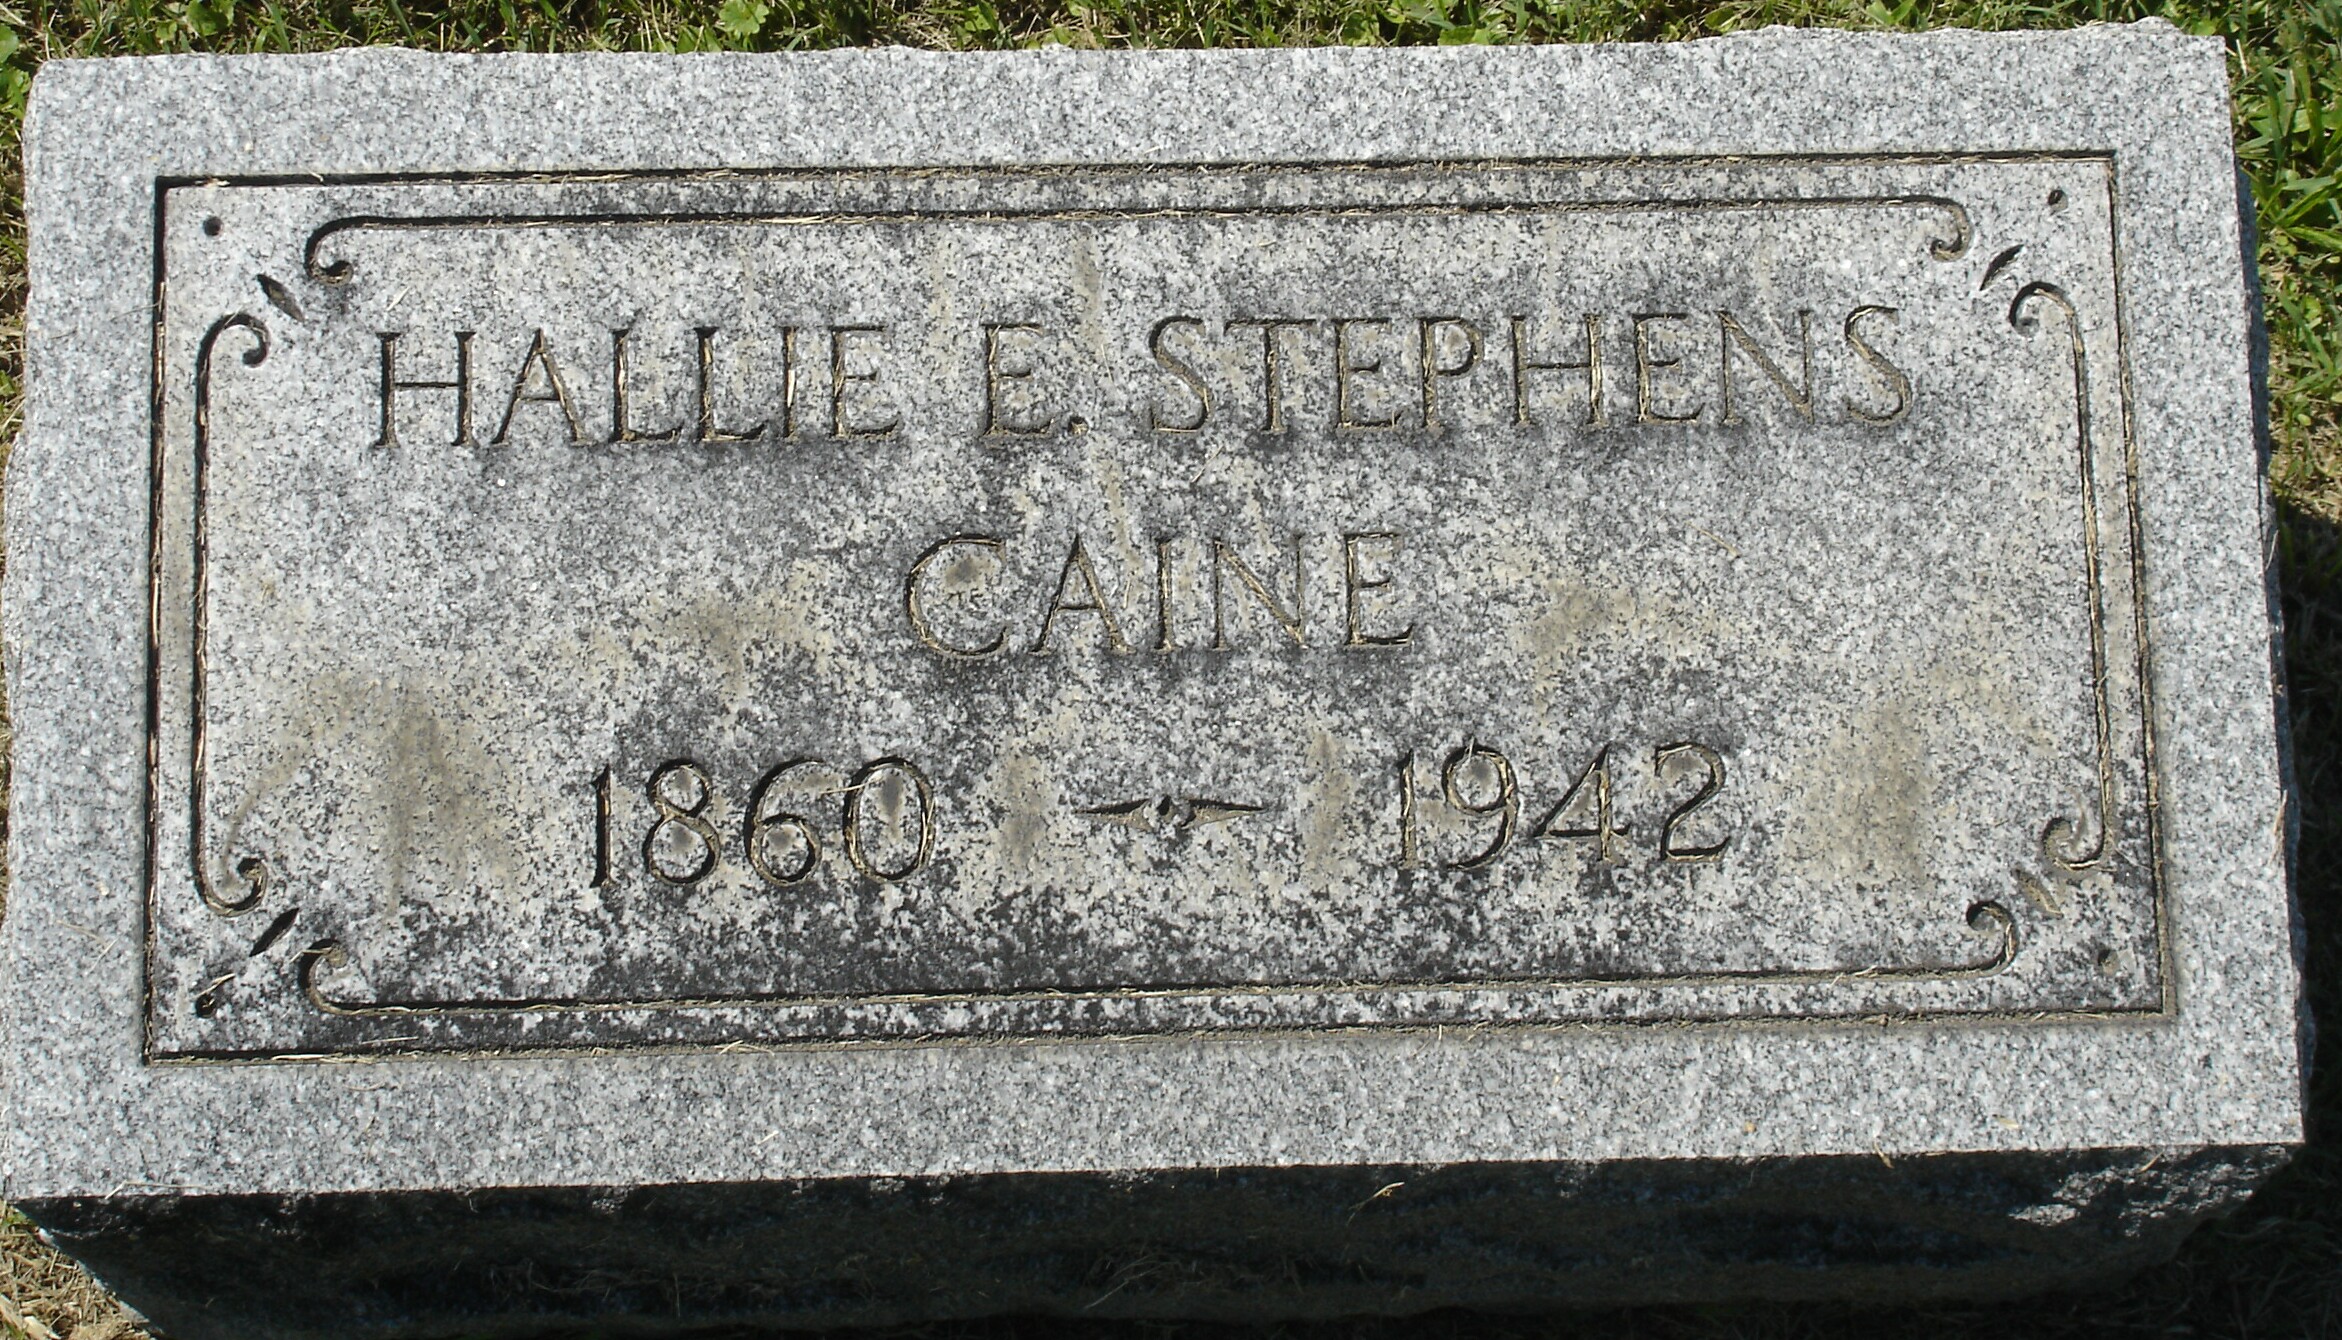 HALLIE E. STEPHENS
CAINE
1860 - 1942